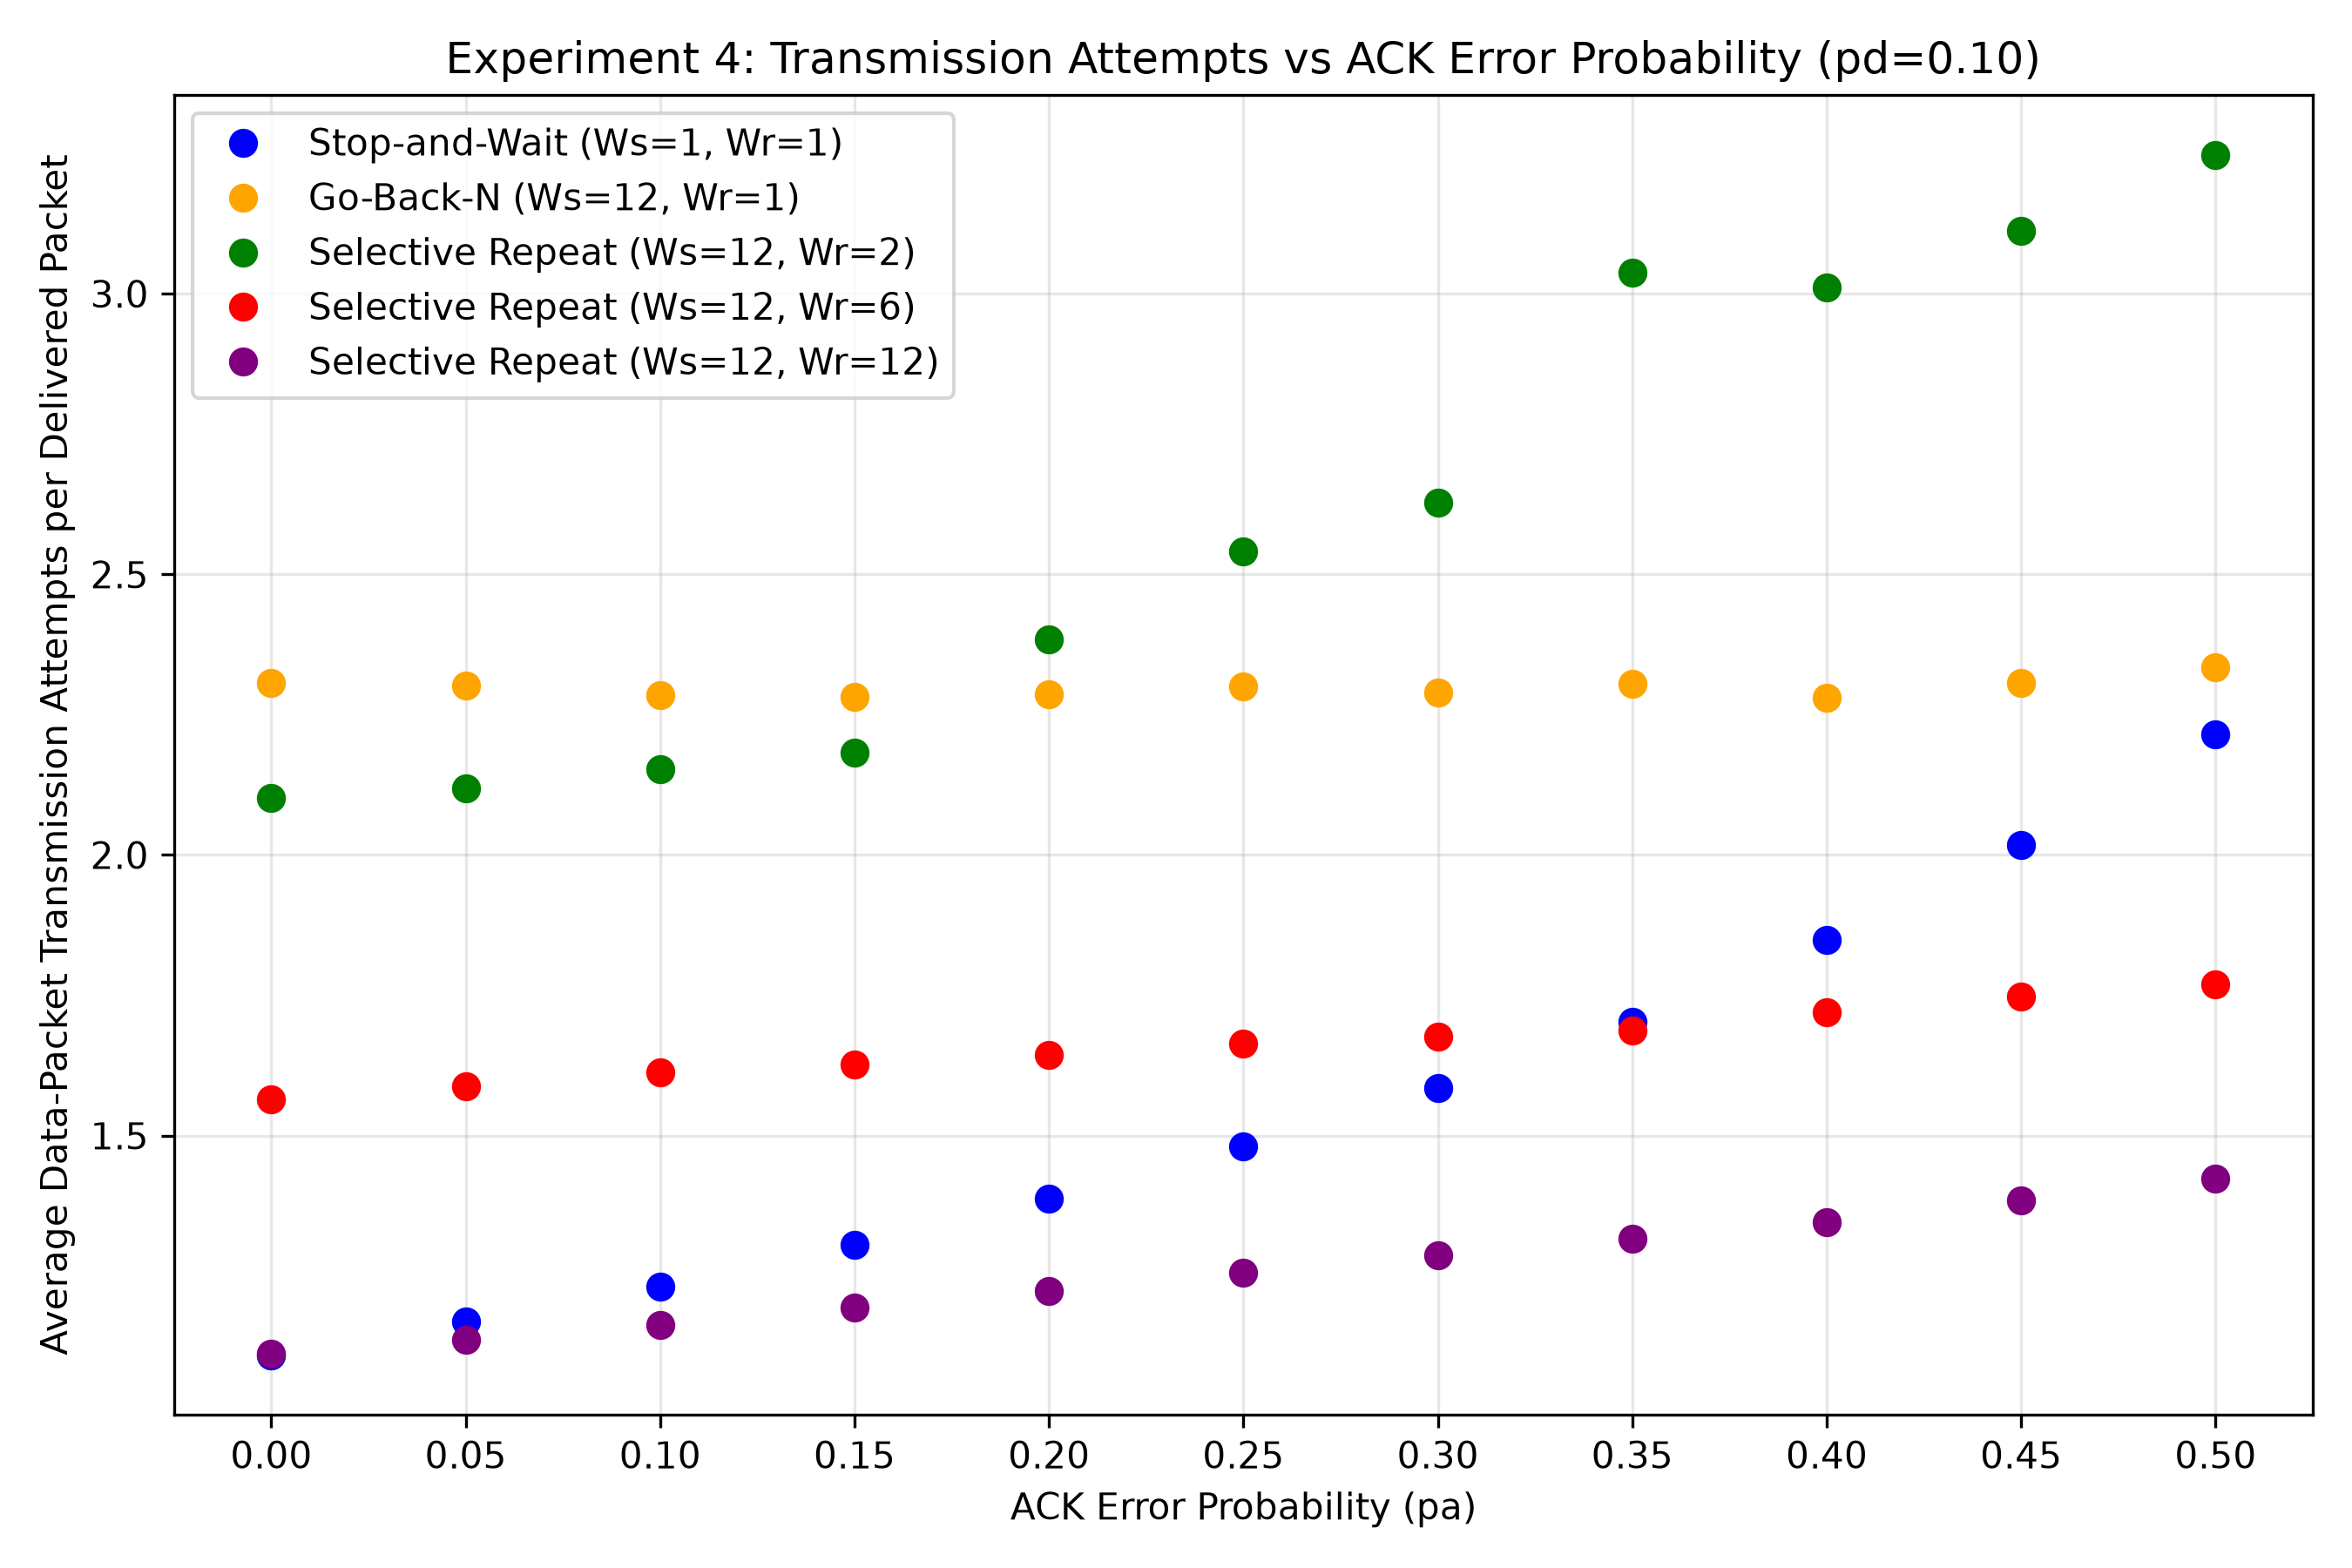 Experiment 4: Transmission Attempts vs ACK Error Probability (pd=0.10)
Stop-and-Wait (Ws=1, Wr=1)
Go-Back-N (Ws=12, Wr=1)
Selective Repeat (Ws=12, Wr=2)
Selective Repeat (Ws=12, Wr=6)
Selective Repeat (Ws=12, Wr=12)
Average Data-Packet Transmission Attempts per Delivered Packet
3.0
2.5
2.0
1.5
0.00 0.05 0.10 0.15 0.20 0.25 0.30 0.35 0.40 0.45 0.50
ACK Error Probability (pa)